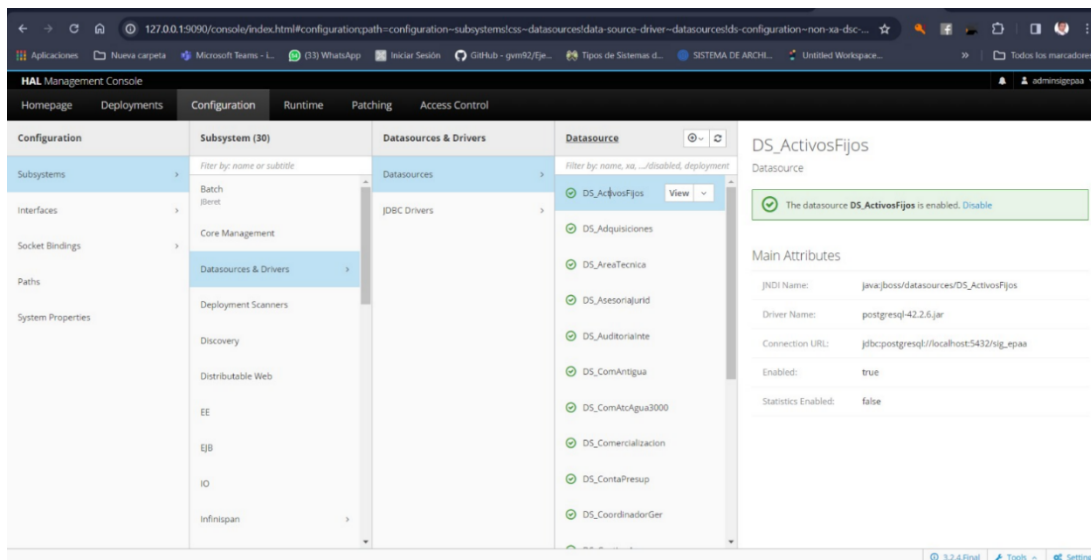 127.0.0.1:9090/console/index.html#configuration;path=configuration~subsystems!css~datasources!data-source-driver~datasources!ds-configuration~non-xa-dsc-...
Aplicaciones Nueva carpeta Microsoft Teams - i... (33) WhatsApp Iniciar Sesión GitHub - gvm92/Eje... Tipos de Sistemas d... SISTEMA DE ARCHI... Untitled Workspace... » Todos los marcadores
HAL Management Console adminsigepaa
Homepage Deployments Configuration Runtime Patching Access Control
Configuration
Subsystems
Interfaces
Socket Bindings
Paths
System Properties
Subsystem (30)
Filter by: name or subtitle
Batch
JBeret
Core Management
Datasources & Drivers
Deployment Scanners
Discovery
Distributable Web
EE
EJB
IO
Infinispan
Datasources & Drivers
Datasources
JDBC Drivers
Datasource
Filter by: name, xa, .../disabled, deployment
DS_ActivosFijos View
DS_Adquisiciones
DS_AreaTecnica
DS_AsesoriaJurid
DS_AuditoriaInte
DS_ComAntigua
DS_ComAtcAgua3000
DS_Comercializacion
DS_ContaPresup
DS_CoordinadorGer
DS_ActivosFijos
Datasource
The datasource DS_ActivosFijos is enabled. Disable
Main Attributes
JNDI Name: java:jboss/datasources/DS_ActivosFijos
Driver Name: postgresql-42.2.6.jar
Connection URL: jdbc:postgresql://localhost:5432/sig_epaa
Enabled: true
Statistics Enabled: false
3.2.4.Final Tools Settings